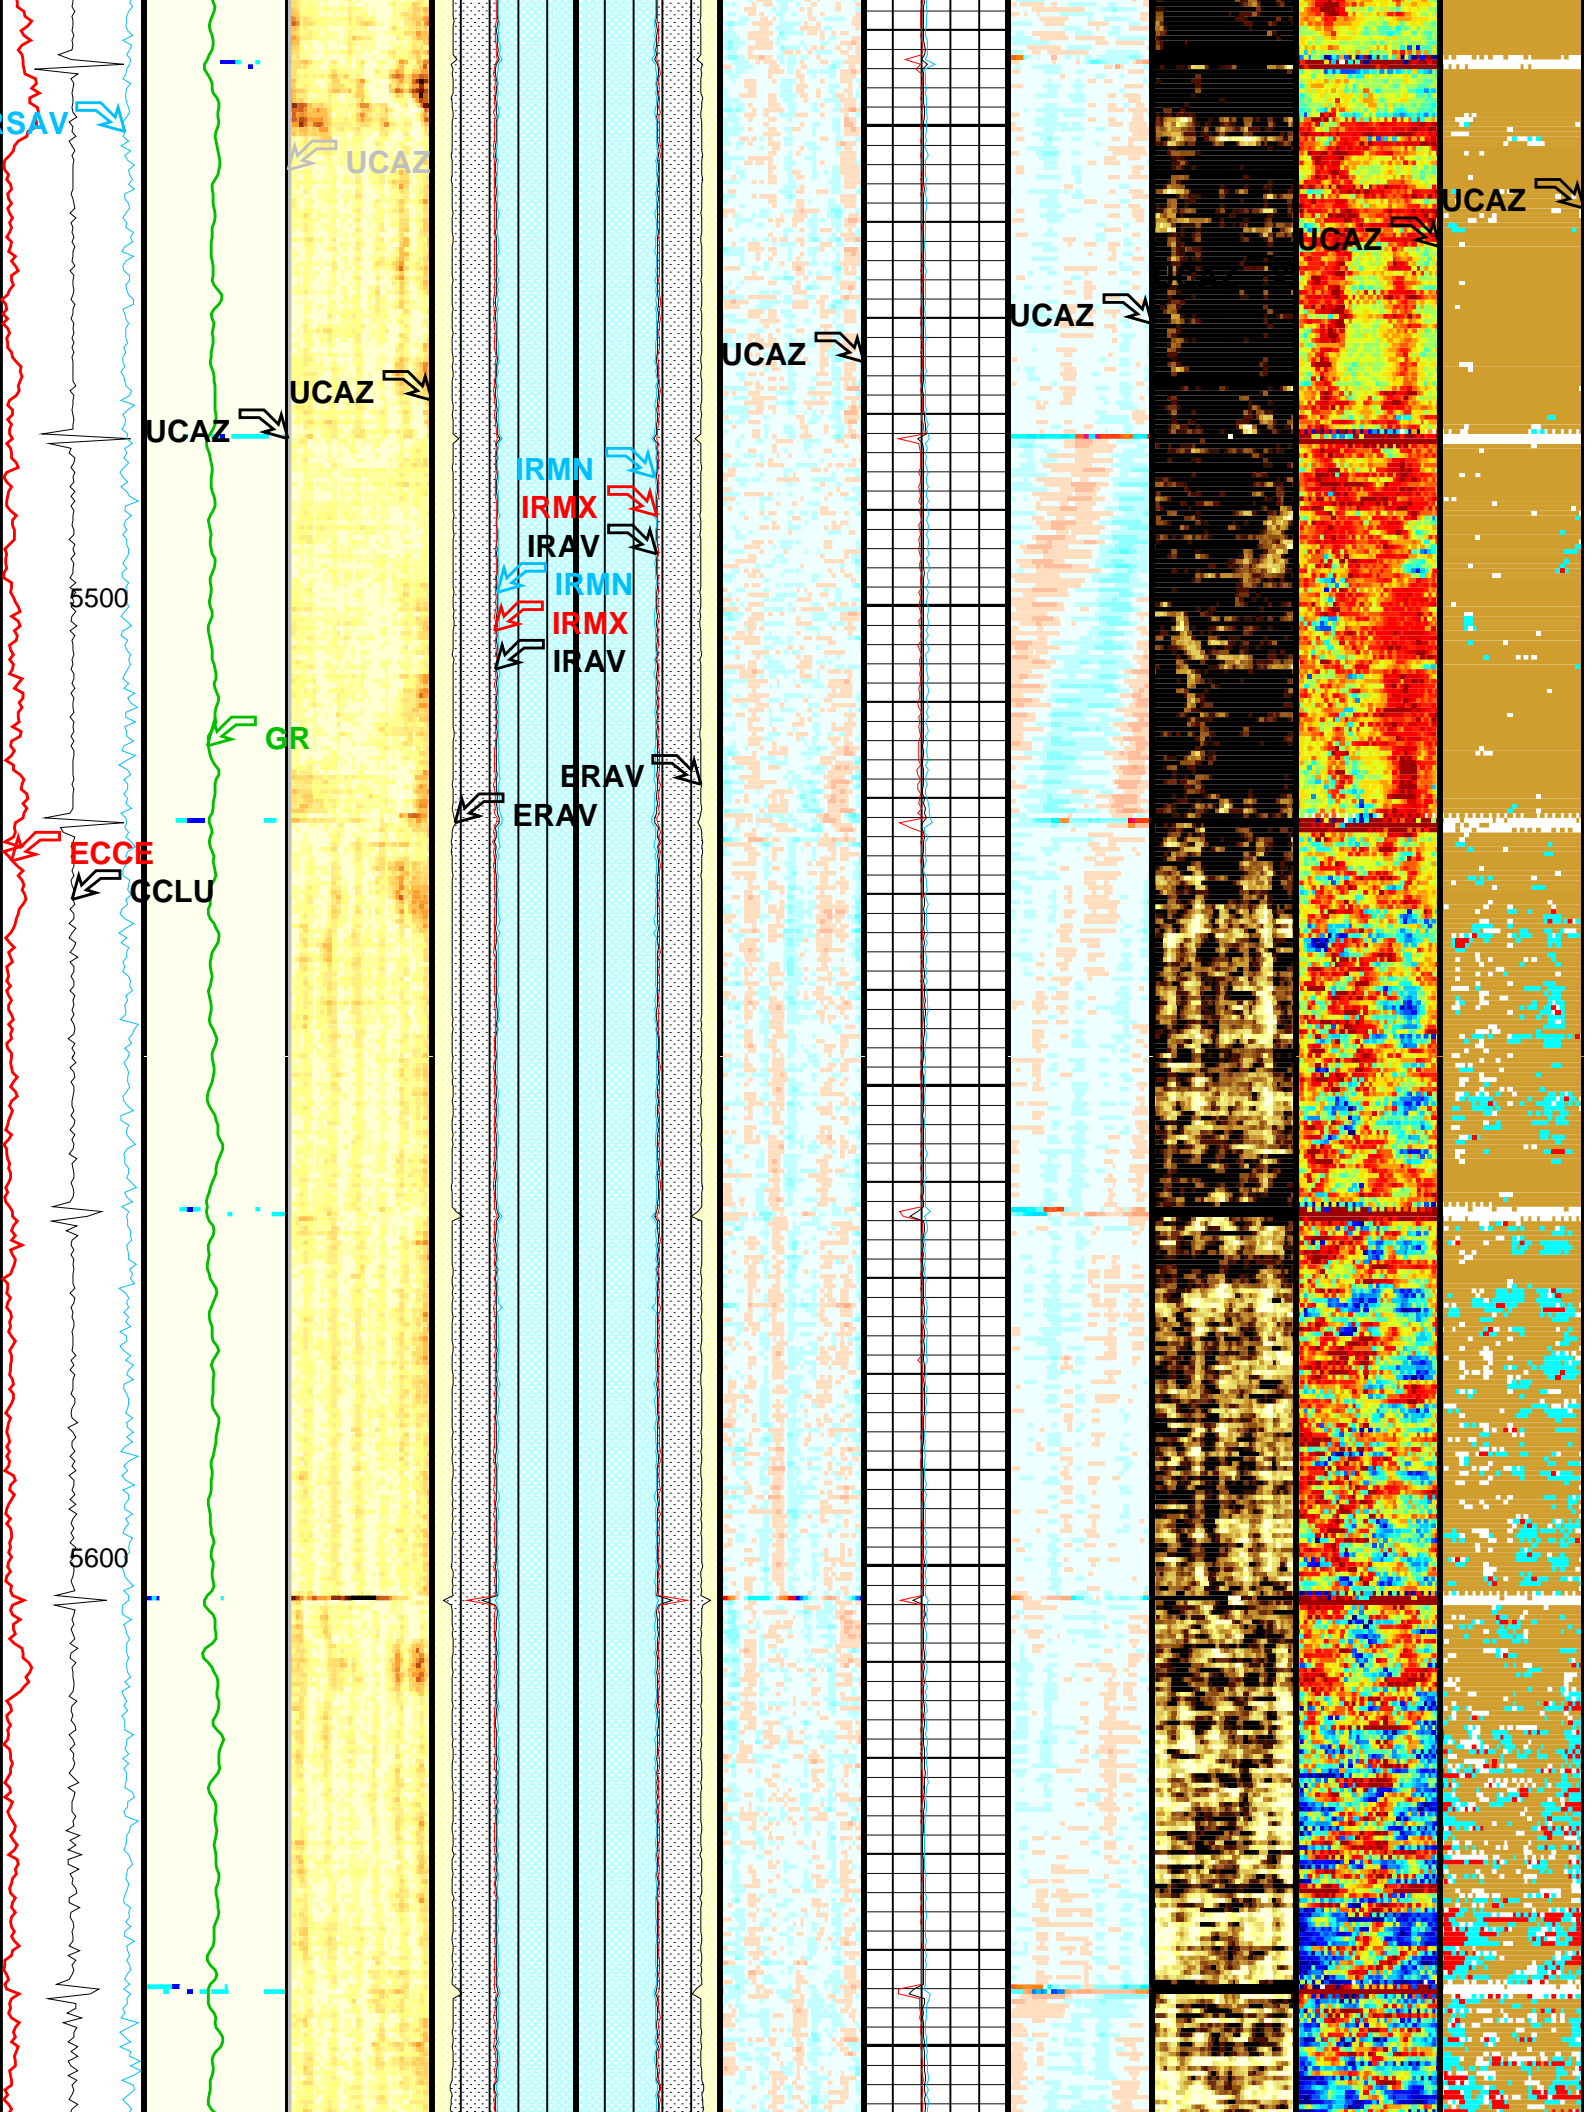 SAV
UCAZ
UCAZ
UCAZ
UCAZ
UCAZ
UCAZ
UCAZ
IRMN
IRMX
IRAV
IRMN
5500
IRMX
IRAV
GR
ERAV
ERAV
ECCE
CCLU
5600